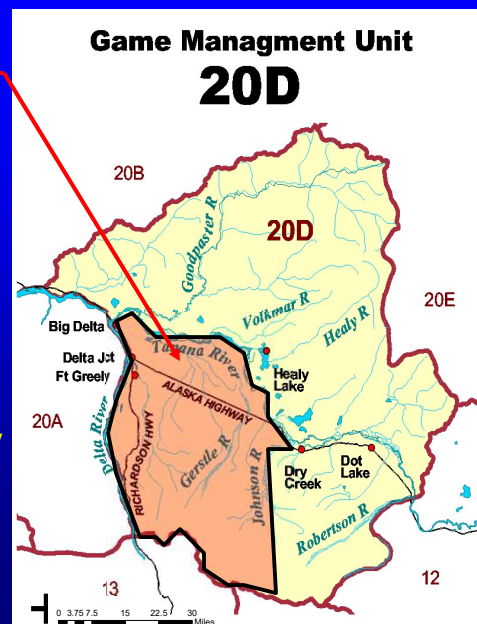 Game Managment Unit
20D
20B
Goodpaster R
20D
20E
Volkmar R
Healy R
Big Delta
Tanana River
Delta Jct
Ft Greely
Healy
Lake
ALASKA HIGHWAY
20A
Delta River
RICHARDSON HWY
Gerstle R
Johnson R
Dry
Creek
Dot
Lake
Robertson R
13
12
0 3.75 7.5 15 22.5 30
Miles